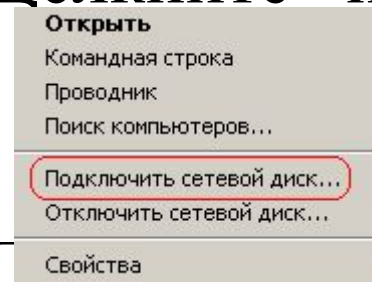 Открыть
Командная строка
Проводник
Поиск компьютеров...
Подключить сетевой диск...
Отключить сетевой диск...
Свойства